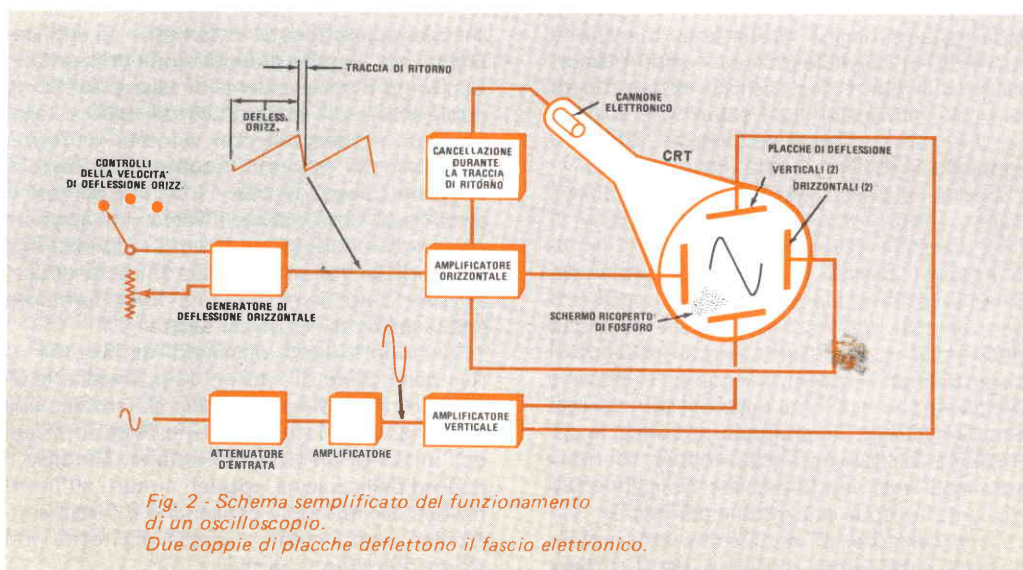 TRACCIA DI RITORNO
DEFLESS.
ORIZZ.
CANNONE
ELETTRONICO
CONTROLLI
DELLA VELOCITA'
DI DEFLESSIONE ORIZZ.
CANCELLAZIONE
DURANTE
LA TRACCIA
DI RITORNO
CRT
PLACCHE DI DEFLESSIONE
VERTICALI (2)
ORIZZONTALI (2)
AMPLIFICATORE
ORIZZONTALE
GENERATORE DI
DEFLESSIONE ORIZZONTALE
SCHERMO RICOPERTO
DI FOSFORO
AMPLIFICATORE
VERTICALE
ATTENUATORE
D'ENTRATA
AMPLIFICATORE
Fig. 2 - Schema semplificato del funzionamento
di un oscilloscopio.
Due coppie di placche deflettono il fascio elettronico.